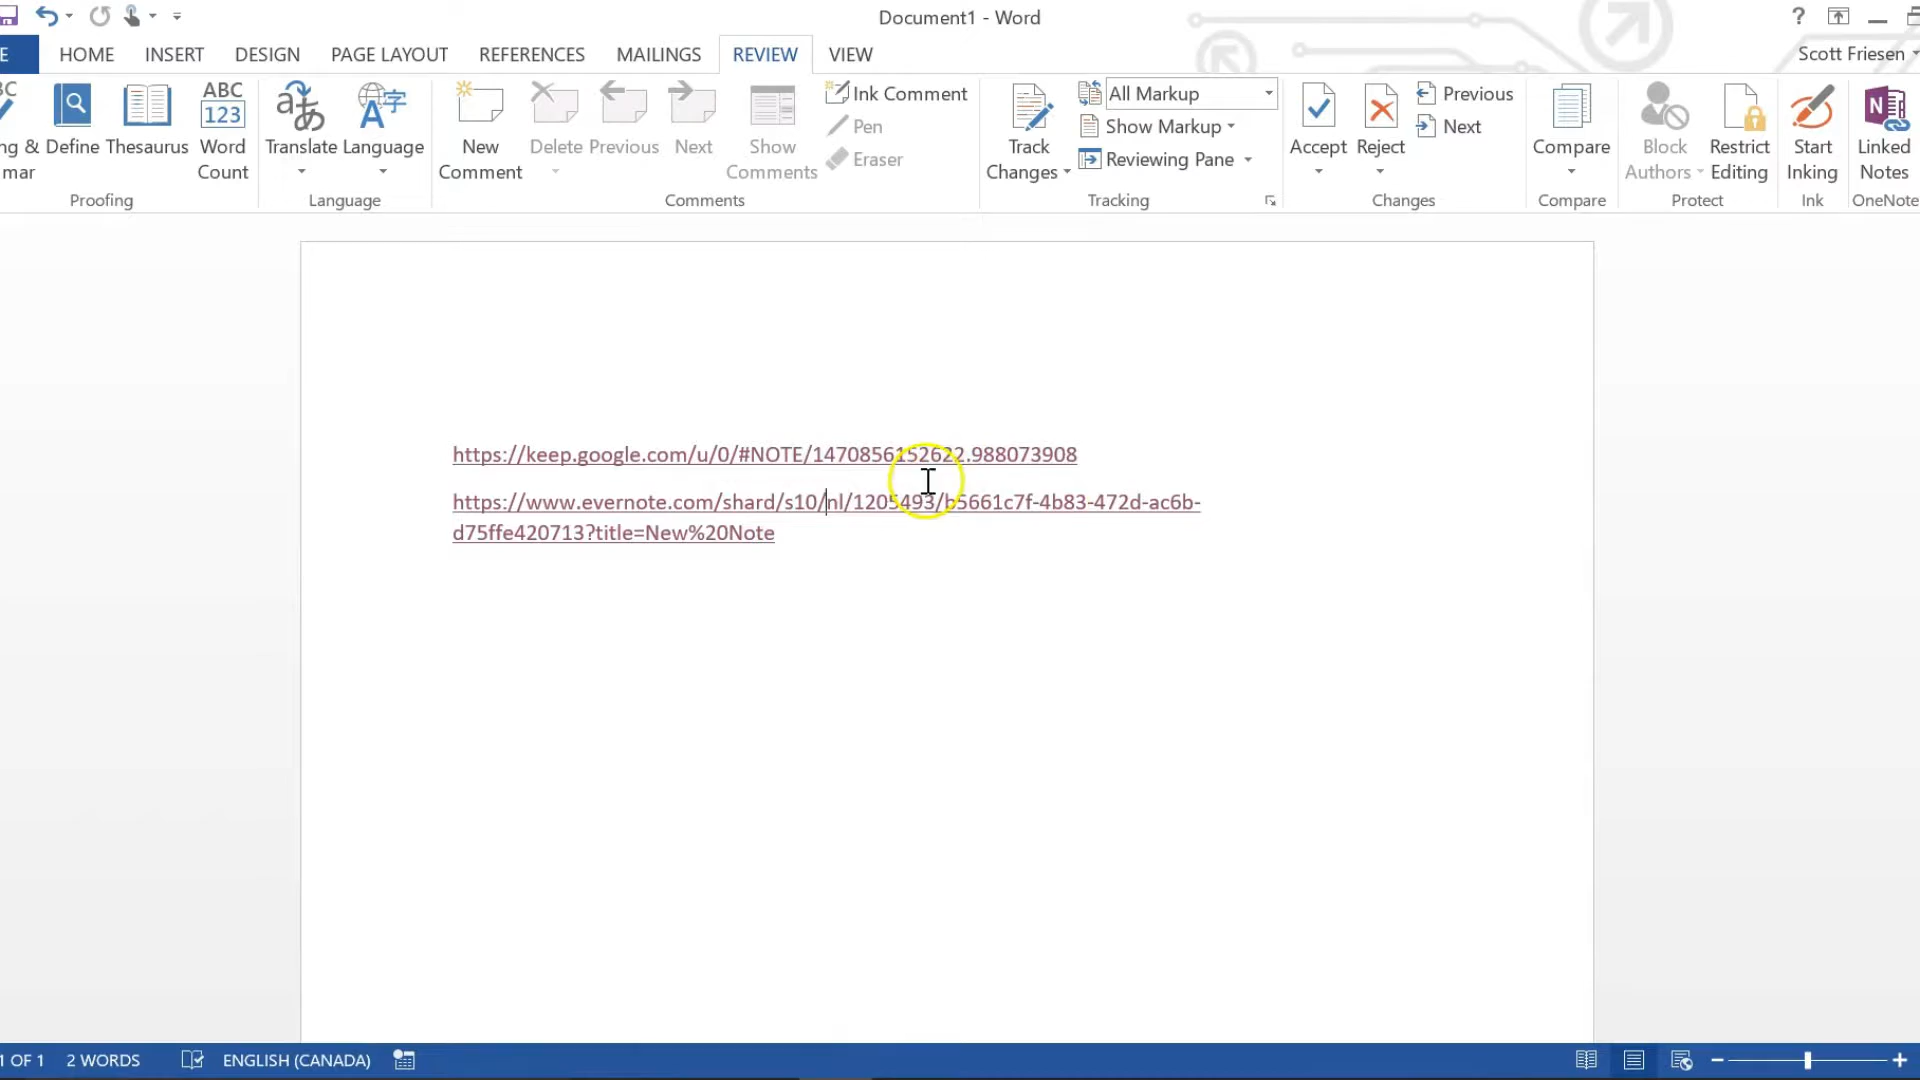 Document1 - Word
?
E HOME INSERT DESIGN PAGE LAYOUT REFERENCES MAILINGS REVIEW VIEW Scott Friesen
ABC
123
Ink Comment
All Markup
Previous
Pen
Show Markup
Next
ng & Define Thesaurus Word Translate Language New Delete Previous Next Show Eraser Track Reviewing Pane Accept Reject Compare Block Restrict Start Linked
mar Count Comment Comments Changes Authors Editing Inking Notes
Proofing Language Comments Tracking Changes Compare Protect Ink OneNote
https://keep.google.com/u/0/#NOTE/1470856152622.988073908
https://www.evernote.com/shard/s10/nl/1205493/b5661c7f-4b83-472d-ac6b-
d75ffe420713?title=New%20Note
1 OF 1 2 WORDS ENGLISH (CANADA)